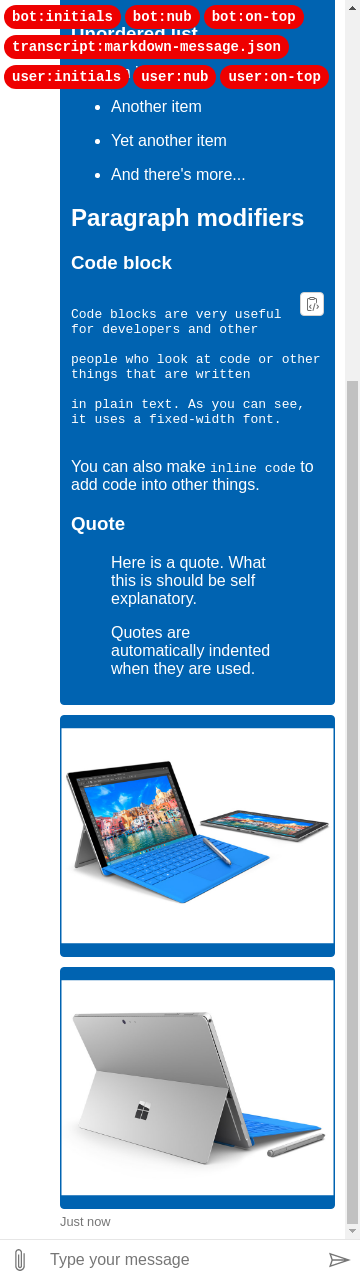 bot:initials bot:nub bot:on-top
Unordered list
transcript:markdown-message.json
user:initials user:nub user:on-top
Another item
Yet another item
And there's more...
Paragraph modifiers
Code block
Code blocks are very useful
for developers and other
people who look at code or other
things that are written
in plain text. As you can see,
it uses a fixed-width font.
You can also make inline code to
add code into other things.
Quote
Here is a quote. What
this is should be self
explanatory.
Quotes are
automatically indented
when they are used.
Just now
Type your message